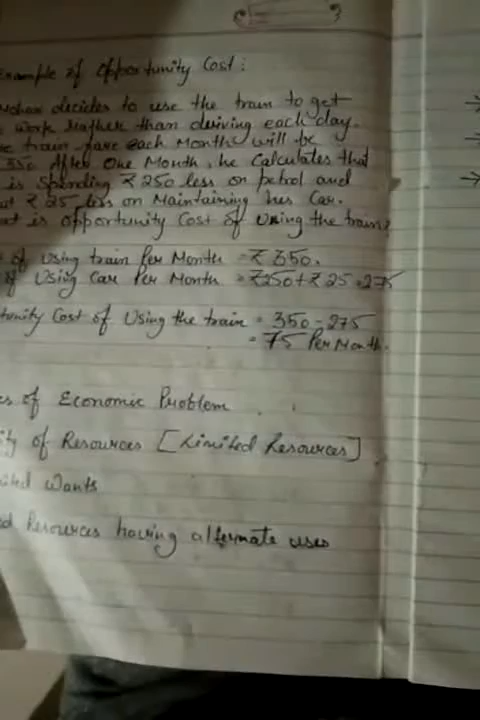 Example of Opportunity Cost:
decides to use the train to get
work rather than deriving each day.
train fare each Month will be
350 After One Month, he Calculates that
is Spending ₹250 less on petrol and
₹25 less on Maintaining his Car.
is opportunity Cost of Using the train?
of Using train Per Month = ₹350.
of Using Car Per Month = ₹250+₹25=275
Cost of Using the train = 350-275
= 75 Per Month.
of Economic Problem
of Resources [Limited Resources]
Wants
Resources having alternate uses